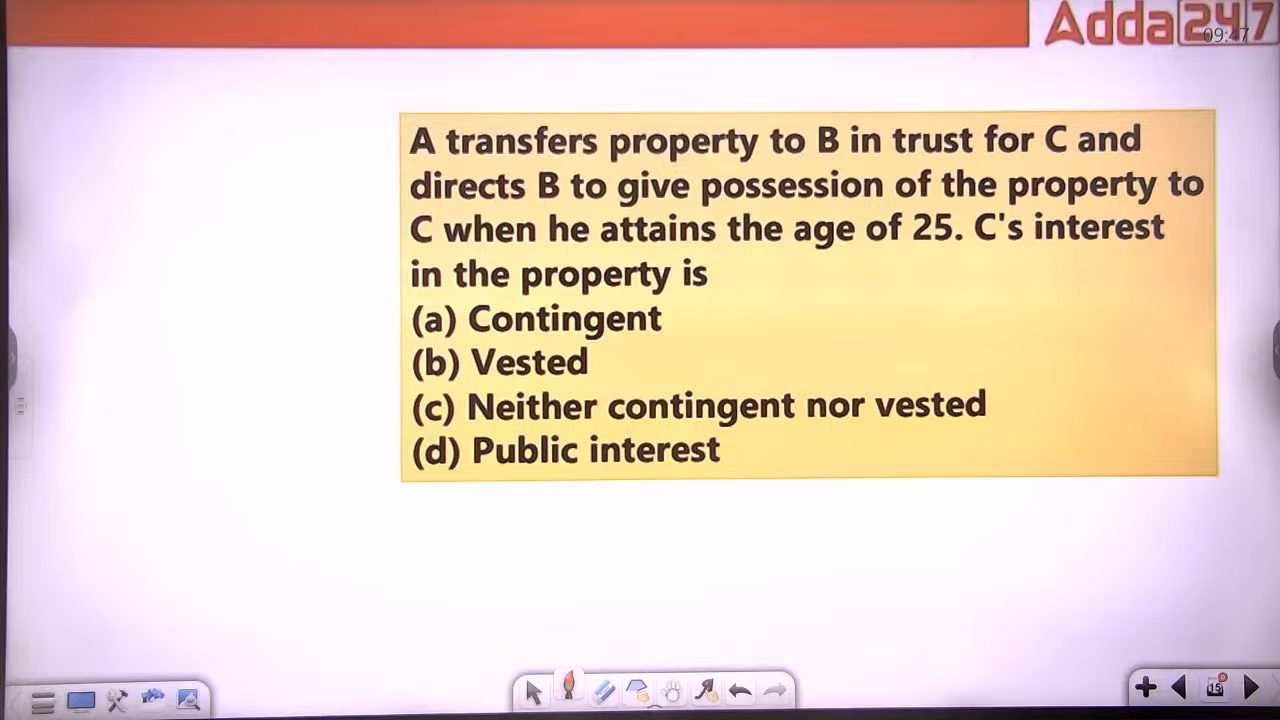 Adda247
09:47
A transfers property to B in trust for C and
directs B to give possession of the property to
C when he attains the age of 25. C's interest
in the property is
(a) Contingent
(b) Vested
(c) Neither contingent nor vested
(d) Public interest
15